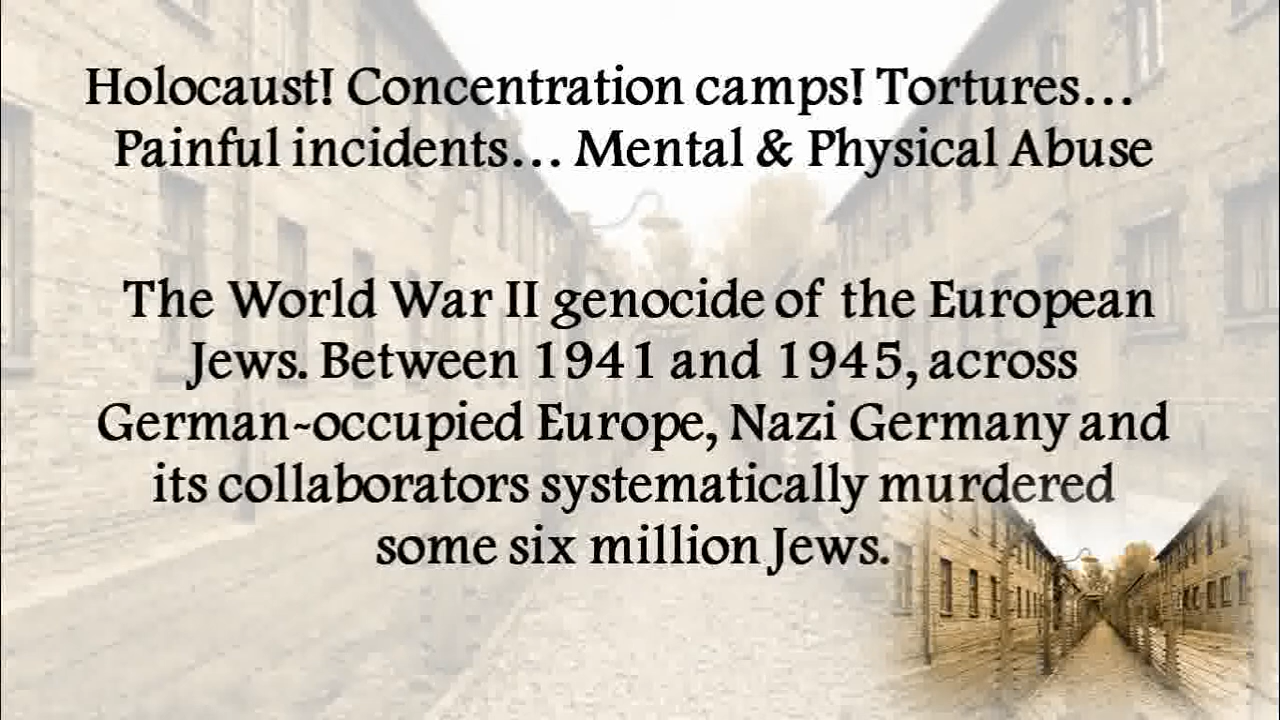 Holocaust! Concentration camps! Tortures…
Painful incidents… Mental & Physical Abuse
The World War II genocide of the European
Jews. Between 1941 and 1945, across
German-occupied Europe, Nazi Germany and
its collaborators systematically murdered
some six million Jews.